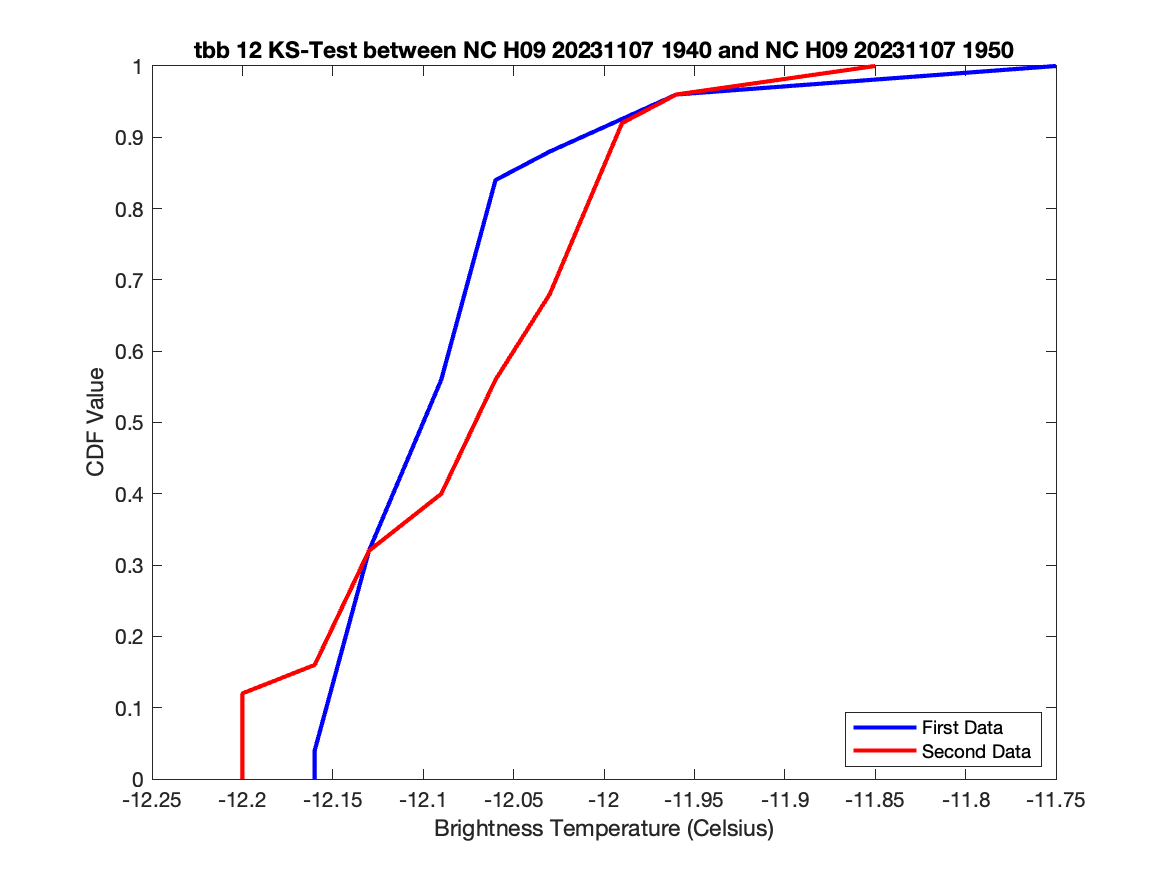 tbb 12 KS-Test between NC H09 20231107 1940 and NC H09 20231107 1950
1
0.9
0.8
0.7
0.6
0.5
0.4
0.3
0.2
0.1
0
CDF Value
First Data
Second Data
-12.25 -12.2 -12.15 -12.1 -12.05 -12 -11.95 -11.9 -11.85 -11.8 -11.75
Brightness Temperature (Celsius)